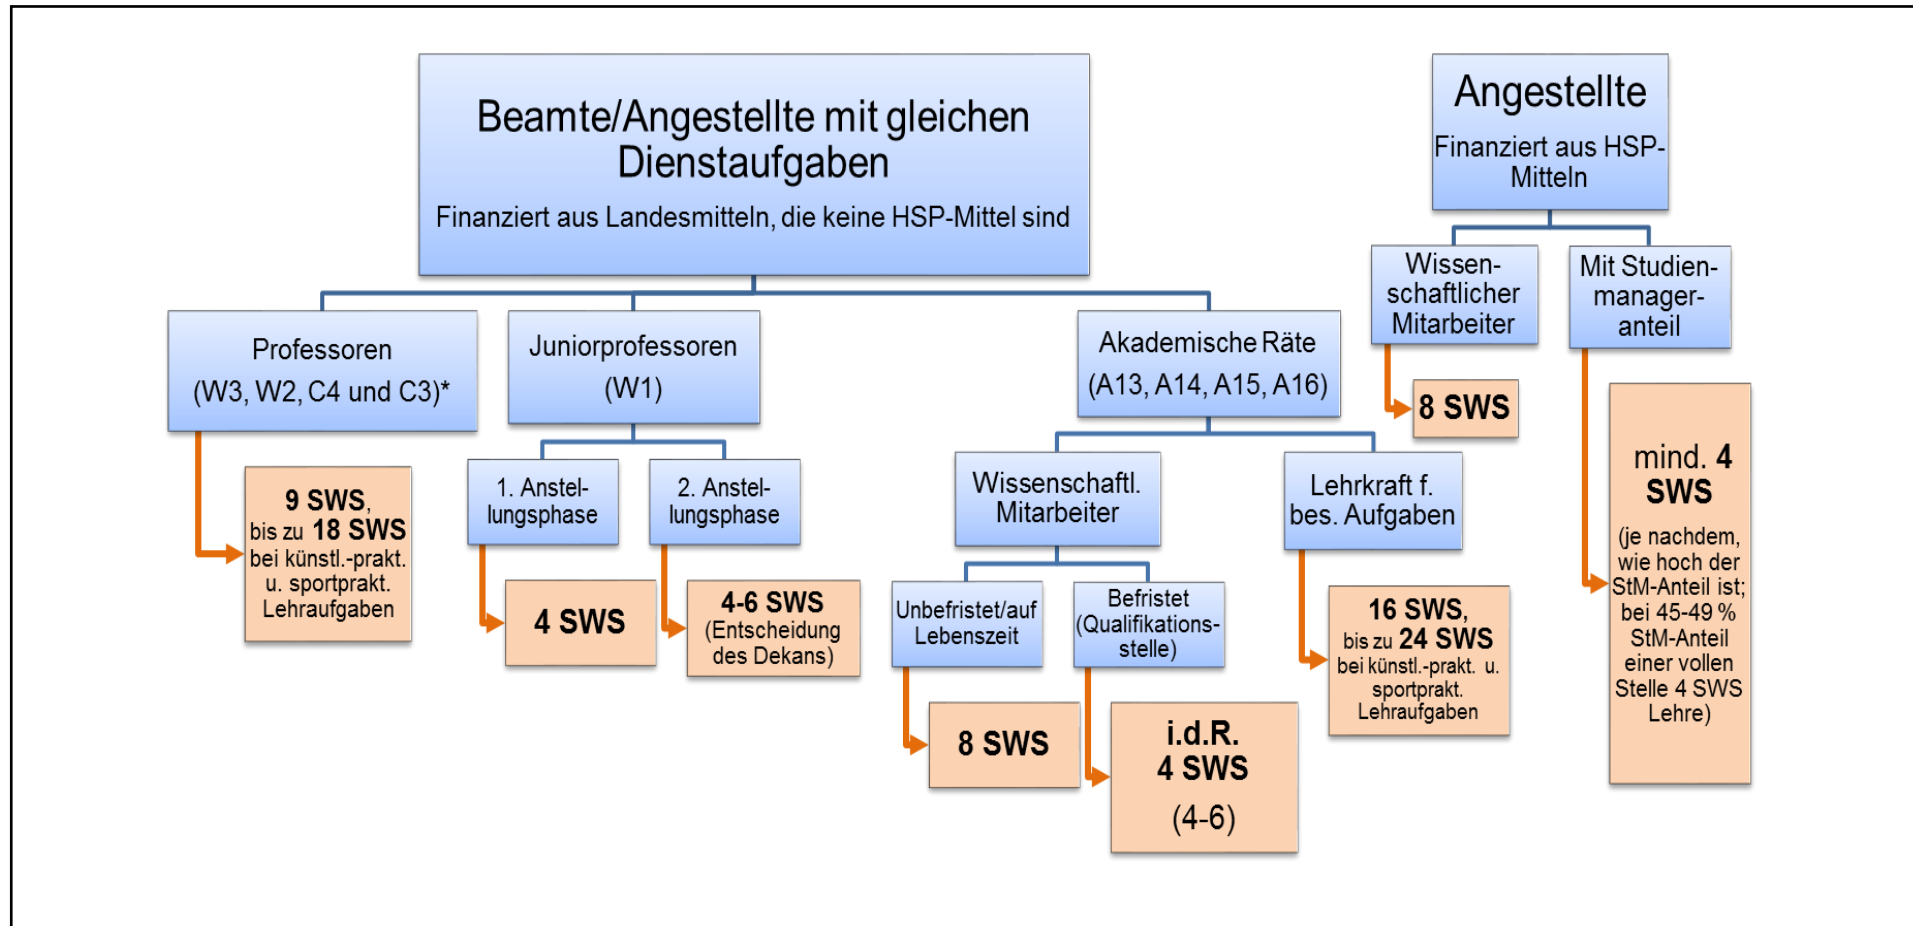 Beamte/Angestellte mit gleichen
Dienstaufgaben
Finanziert aus Landesmitteln, die keine HSP-Mittel sind
Angestellte
Finanziert aus HSP-
Mitteln
Professoren
(W3, W2, C4 und C3)*
Juniorprofessoren
(W1)
Akademische Räte
(A13, A14, A15, A16)
Wissen-
schaftlicher
Mitarbeiter
Mit Studien-
manager-
anteil
9 SWS,
bis zu 18 SWS
bei künstl.-prakt.
u. sportprakt.
Lehraufgaben
1. Anstel-
lungsphase
2. Anstel-
lungsphase
4 SWS
4-6 SWS
(Entscheidung
des Dekans)
Wissenschaftl.
Mitarbeiter
Lehrkraft f.
bes. Aufgaben
Unbefristet/auf
Lebenszeit
Befristet
(Qualifikations-
stelle)
8 SWS
i.d.R.
4 SWS
(4-6)
16 SWS,
bis zu 24 SWS
bei künstl.-prakt. u.
sportprakt.
Lehraufgaben
8 SWS
mind. 4
SWS
(je nachdem,
wie hoch der
StM-Anteil ist;
bei 45-49 %
StM-Anteil
einer vollen
Stelle 4 SWS
Lehre)